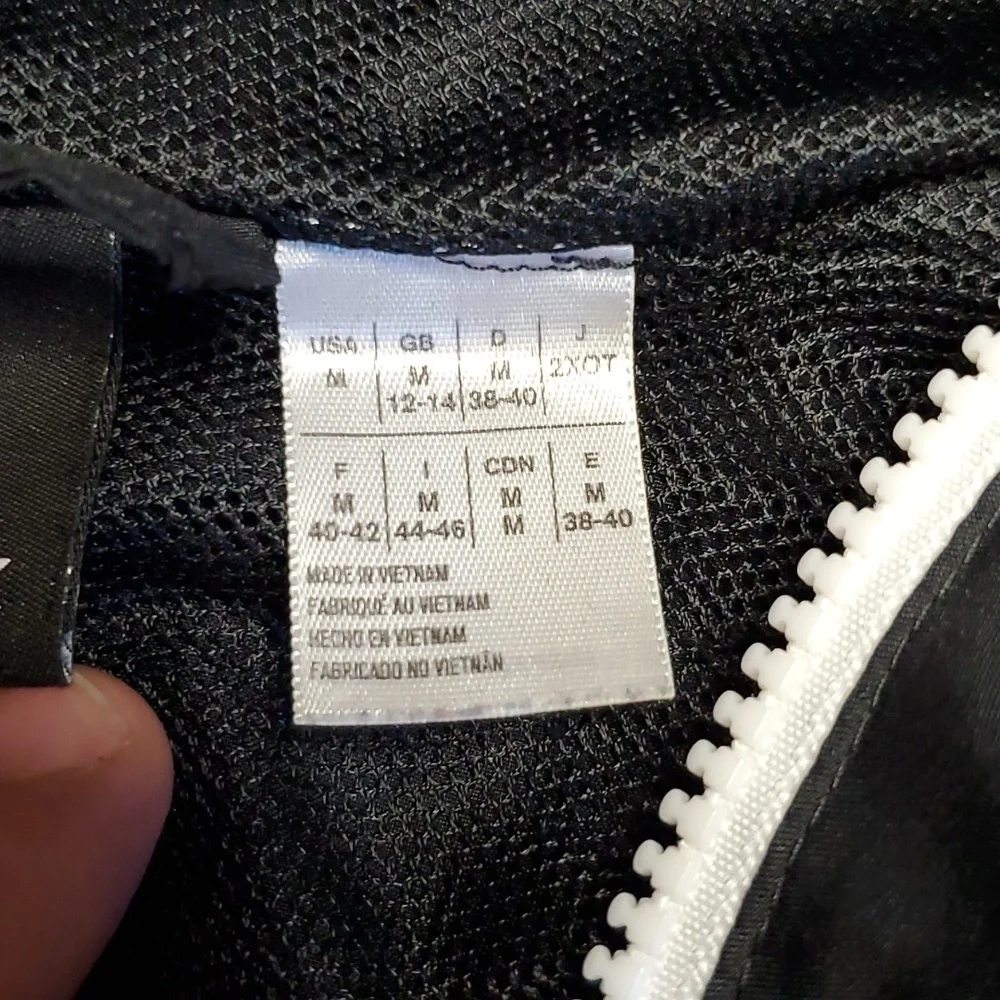 USA GB D J
M M M 2XOT
12-14 38-40
F I CDN E
M M M M
40-42 44-46 M 38-40
MADE IN VIETNAM
FABRIQUÉ AU VIETNAM
HECHO EN VIETNAM
FABRICADO NO VIETNÃN